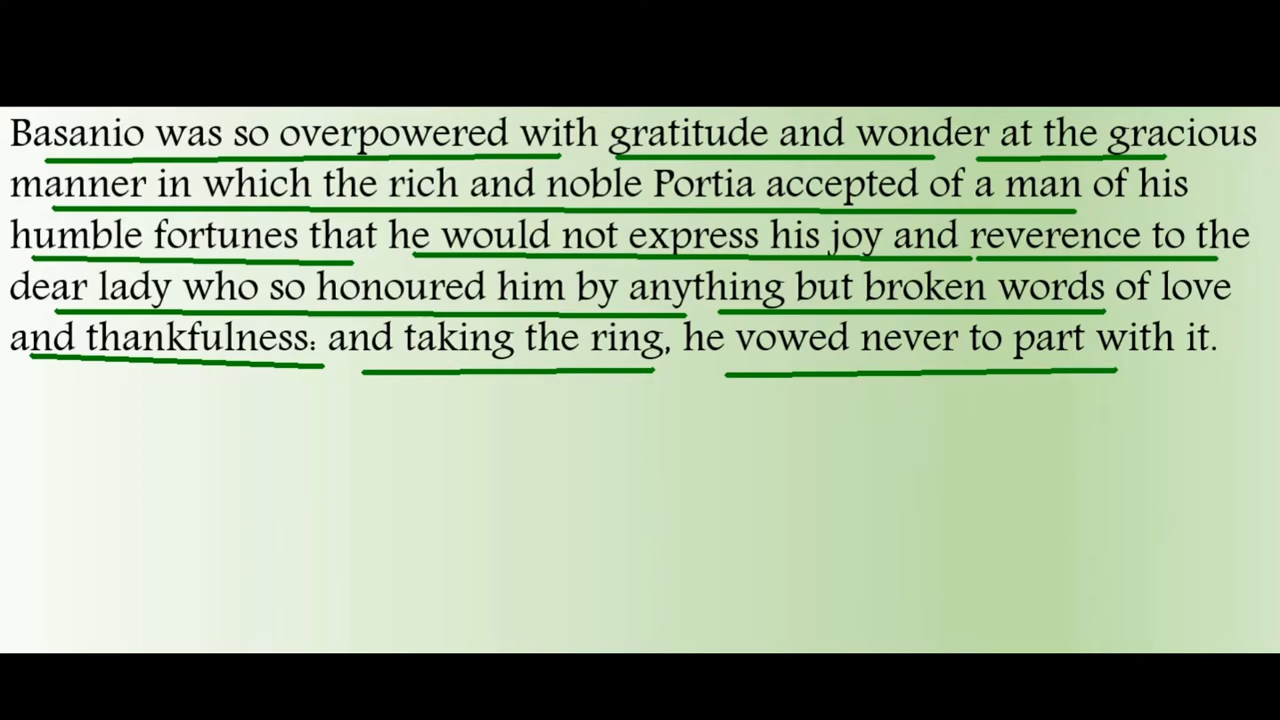 Basanio was so overpowered with gratitude and wonder at the gracious
manner in which the rich and noble Portia accepted of a man of his
humble fortunes that he would not express his joy and reverence to the
dear lady who so honoured him by anything but broken words of love
and thankfulness: and taking the ring, he vowed never to part with it.